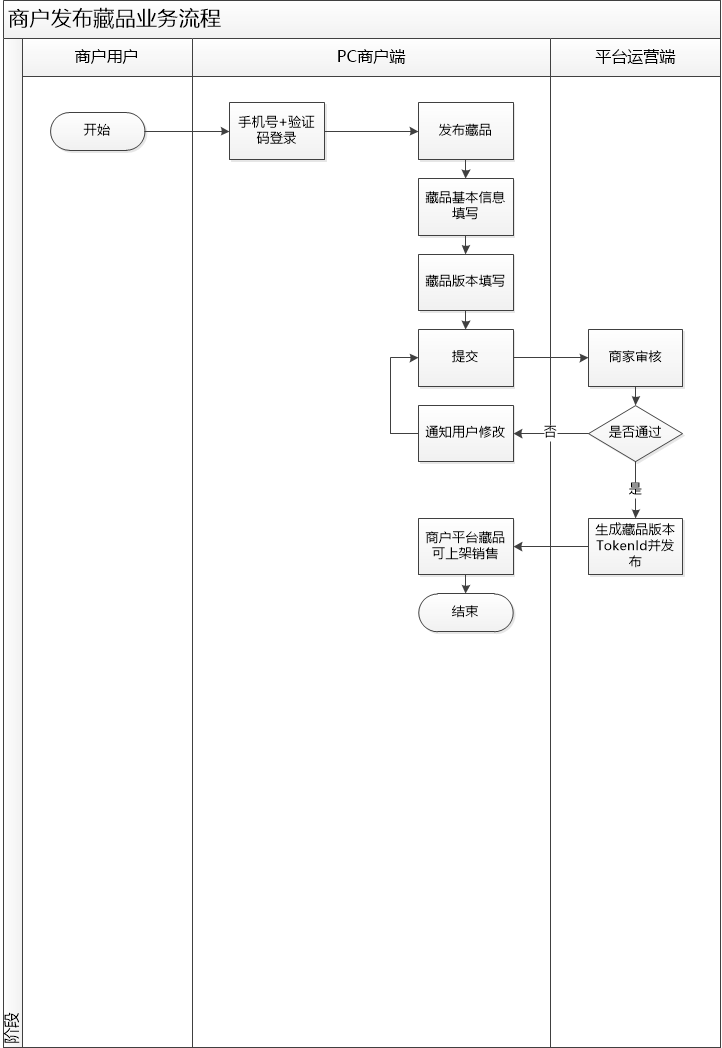 商户发布藏品业务流程
商户用户
PC商户端
平台运营端
开始
手机号+验证
码登录
发布藏品
藏品基本信息
填写
藏品版本填写
提交
商家审核
通知用户修改
否
是否通过
是
商户平台藏品
可上架销售
生成藏品版本
TokenId并发
布
结束
阶段